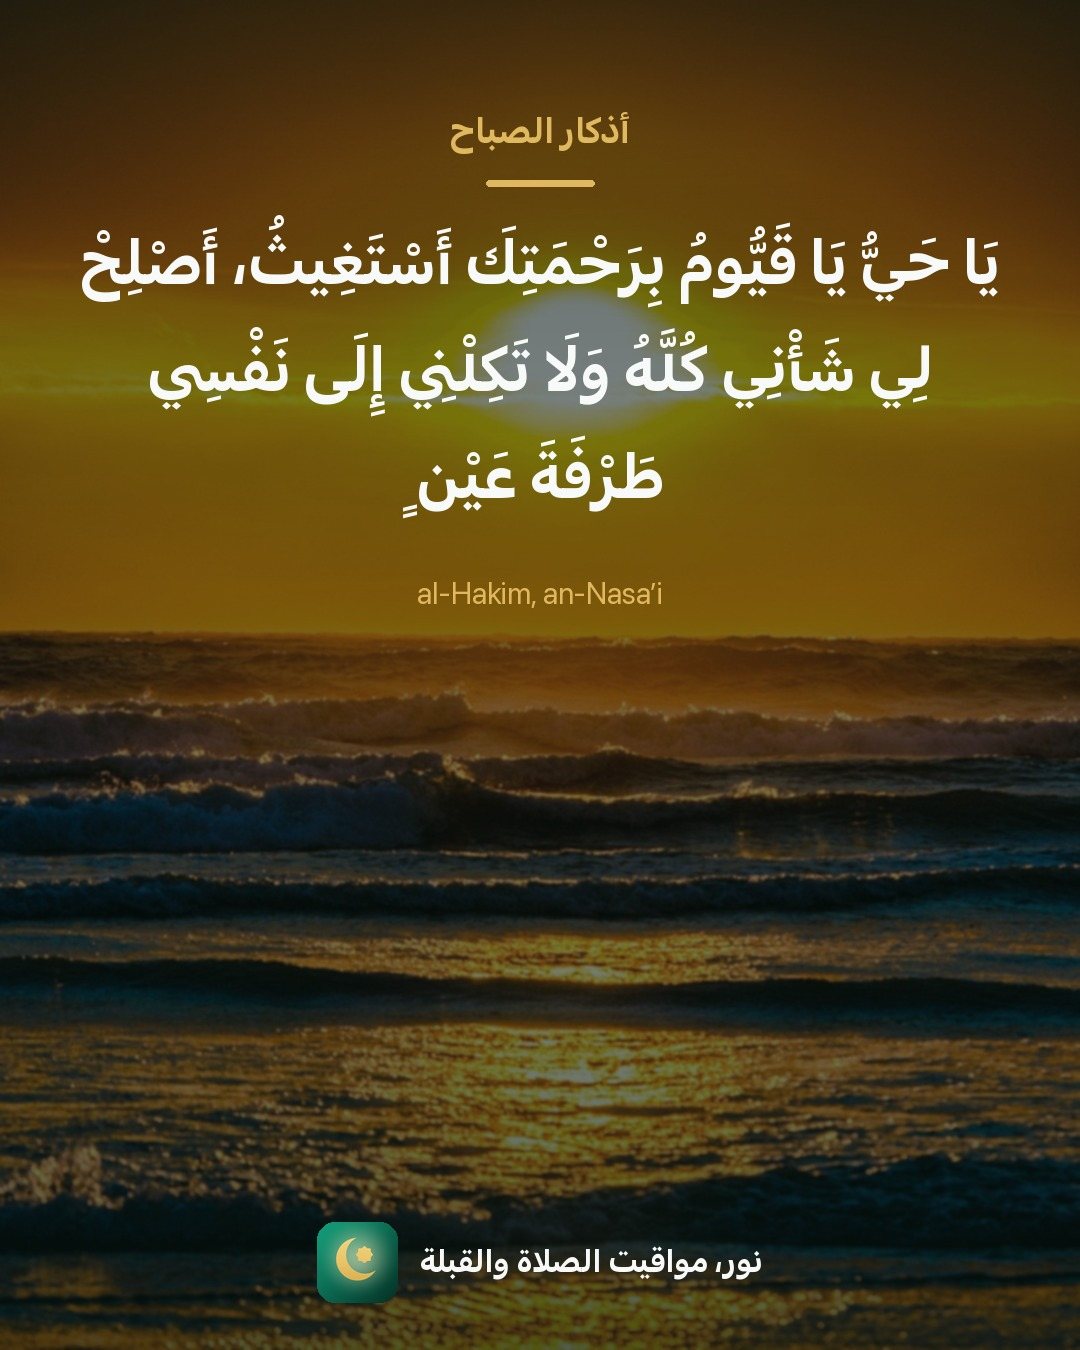 أذكار الصباح
يَا حَيُّ يَا قَيُّومُ بِرَحْمَتِكَ أَسْتَغِيثُ، أَصْلِحْ
لِي شَأْنِي كُلَّهُ وَلَا تَكِلْنِي إِلَى نَفْسِي
طَرْفَةَ عَيْنٍ
al-Hakim, an-Nasa’i
نور، مواقيت الصلاة والقبلة